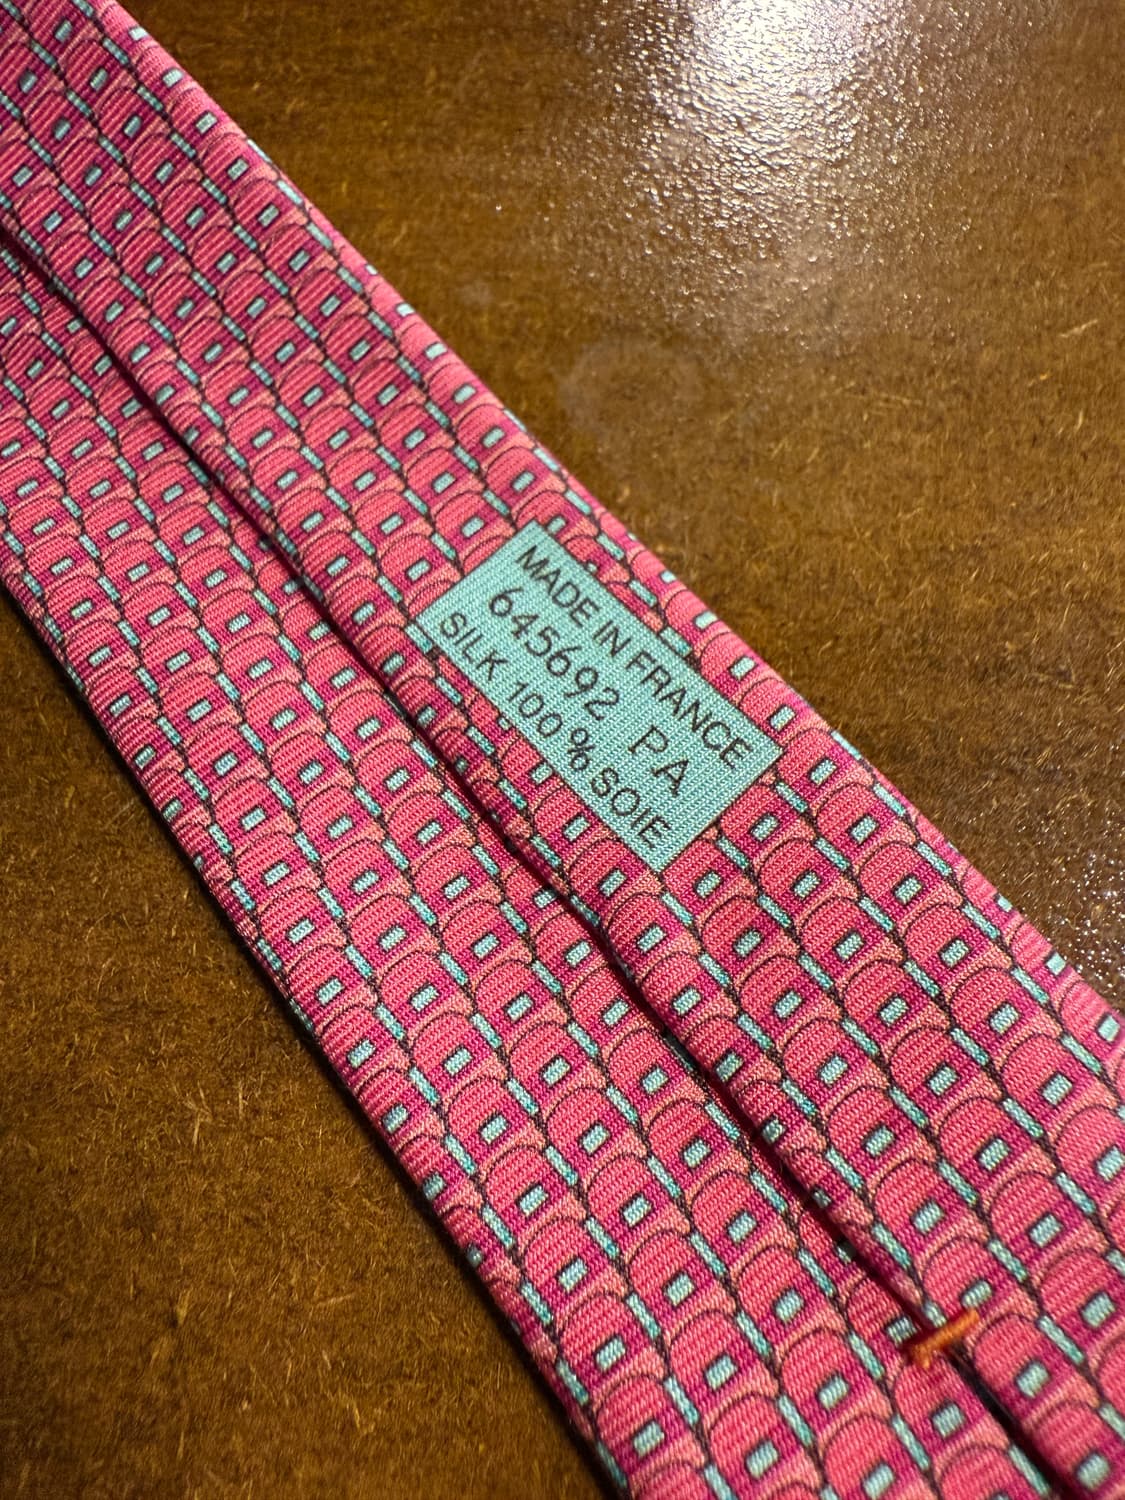 MADE IN FRANCE
645692 PA
SILK 100% SOIE